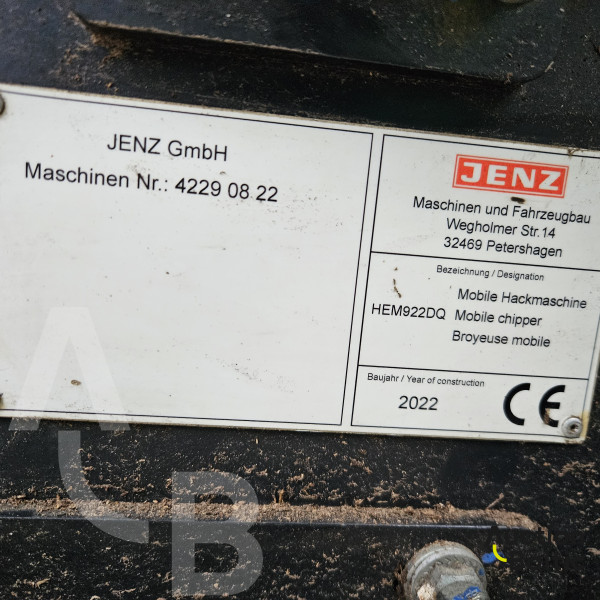 JENZ GmbH
Maschinen Nr.: 4229 08 22
JENZ
Maschinen und Fahrzeugbau
Wegholmer Str.14
32469 Petershagen
Bezeichnung / Designation
HEM922DQ
Mobile Hackmaschine
Mobile chipper
Broyeuse mobile
Baujahr / Year of construction
2022
CE
A
B